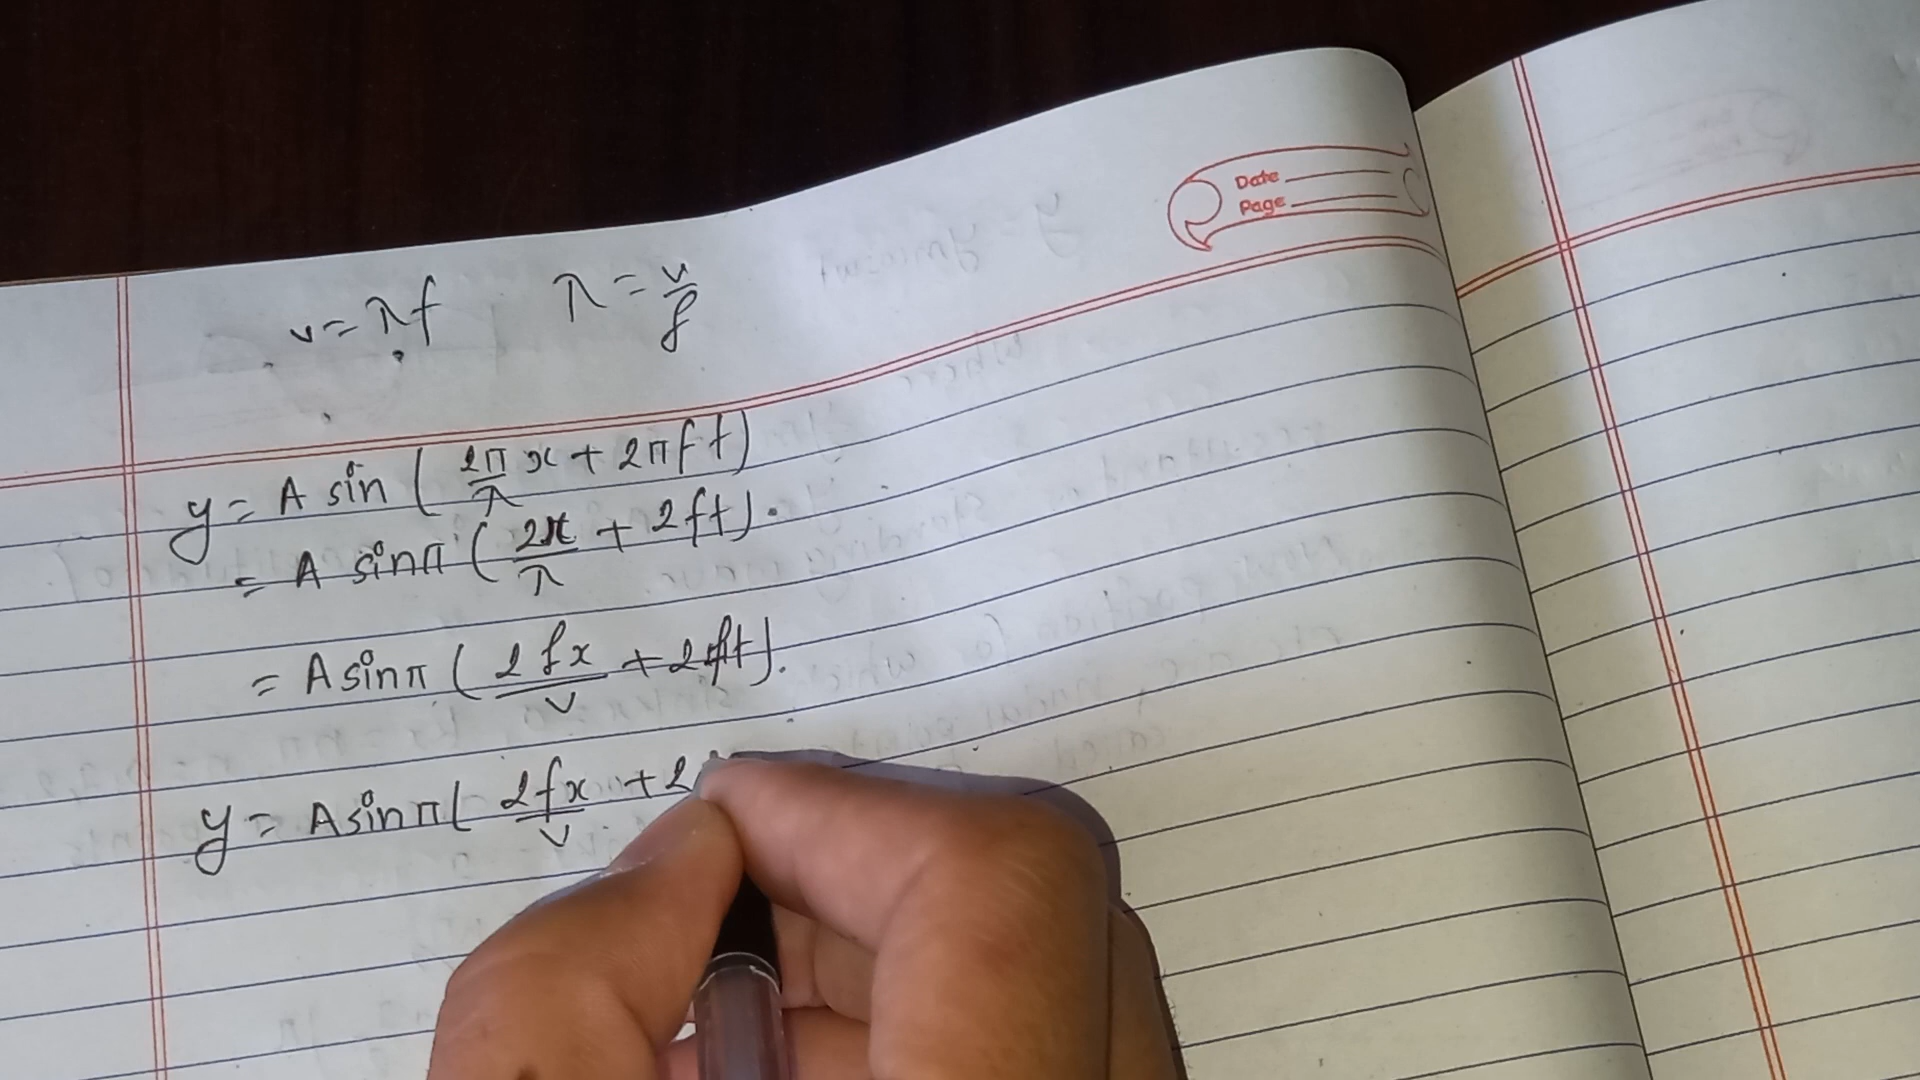 Date
Page
v = λf    λ = v/f
y = A sin ( 2π/λ x + 2πft)
= A sinπ ( 2x/λ + 2ft).
= A sinπ ( 2fx/v + 2ft).
y = A sinπ ( 2fx/v + 2